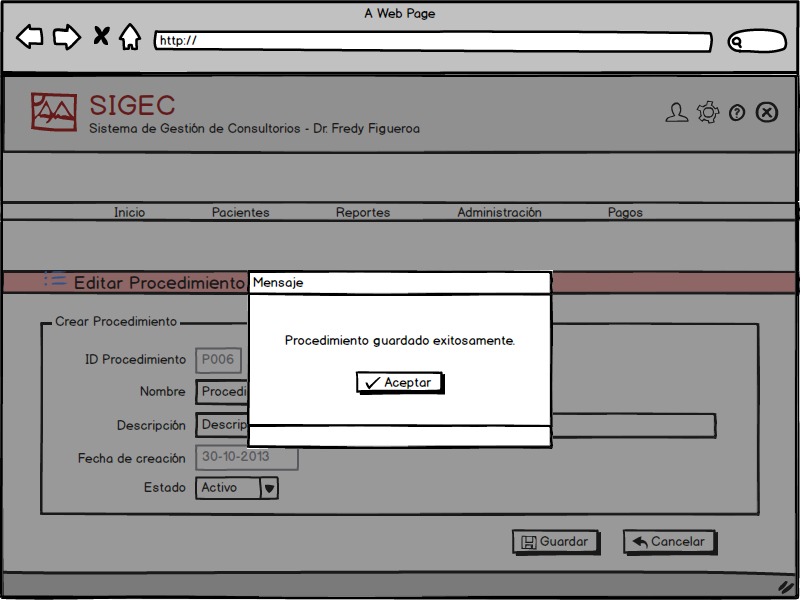 A Web Page
http://
SIGEC
Sistema de Gestión de Consultorios - Dr. Fredy Figueroa
Inicio Pacientes Reportes Administración Pagos
Editar Procedimiento
Mensaje
Crear Procedimiento
Procedimiento guardado exitosamente.
ID Procedimiento P006
Aceptar
Nombre Procedi
Descripción Descrip
Fecha de creación 30-10-2013
Estado Activo
Guardar Cancelar